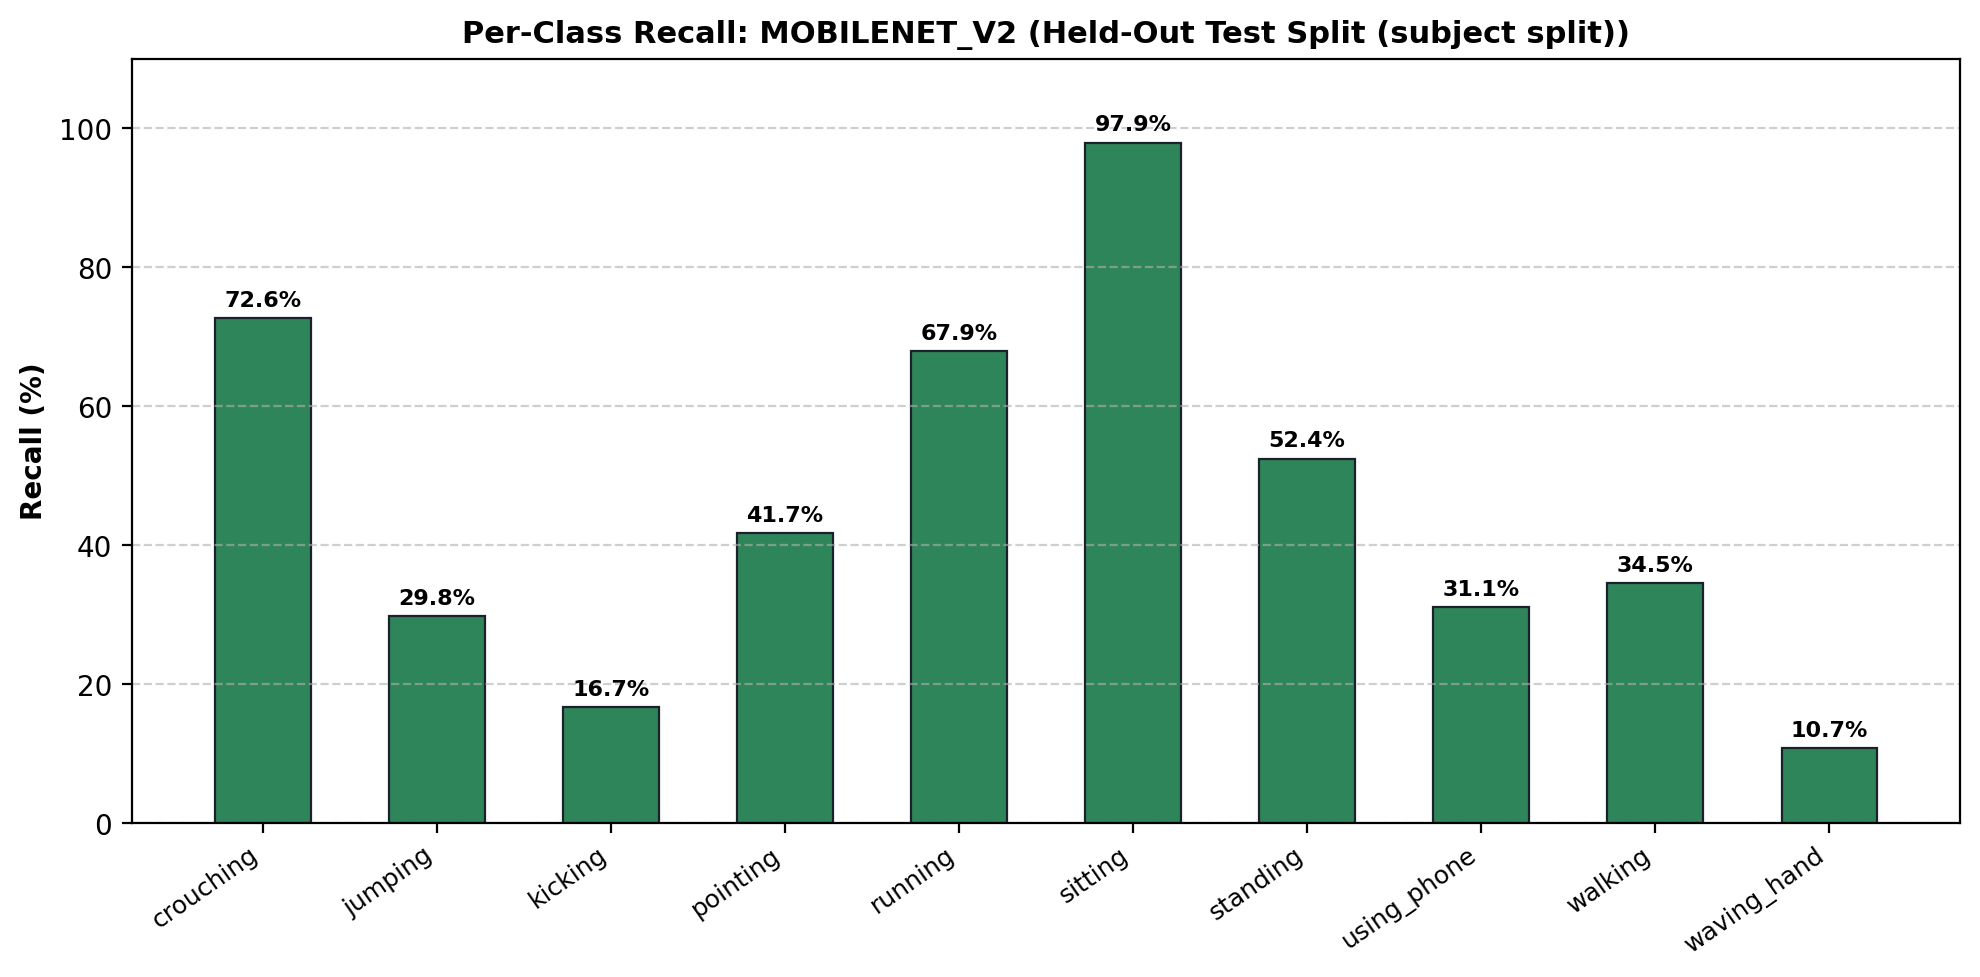 Per-Class Recall: MOBILENET_V2 (Held-Out Test Split (subject split))
Recall (%)
100
80
60
40
20
0
72.6%
29.8%
16.7%
41.7%
67.9%
97.9%
52.4%
31.1%
34.5%
10.7%
crouching
jumping
kicking
pointing
running
sitting
standing
using_phone
walking
waving_hand